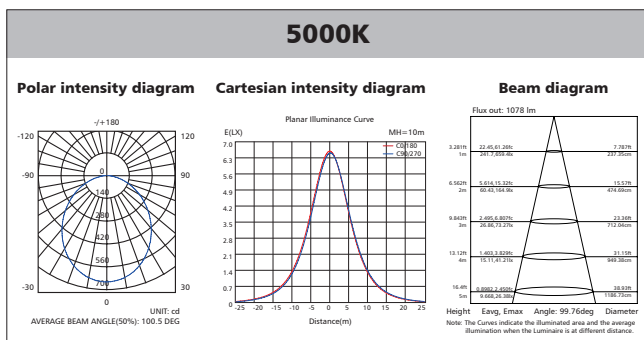 5000K
Polar intensity diagram
-/+180
-120
120
-90
90
0
140
280
420
560
700
-30
30
0
UNIT: cd
AVERAGE BEAM ANGLE(50%): 100.5 DEG
Cartesian intensity diagram
Planar Illuminance Curve
E(LX)
MH=10m
C0/180
C90/270
7.0
6.3
5.6
4.9
4.2
3.5
2.8
2.1
1.4
0.7
0
-25 -20 -15 -10 -5 0 5 10 15 20 25
Distance(m)
Beam diagram
Flux out: 1078 lm
3.281ft 22.45,61.26fc 7.787ft
1m 241.7,659.4lx 237.35cm
6.562ft 5.614,15.32fc 15.57ft
2m 60.43,164.9lx 474.69cm
9.843ft 2.495,6.807fc 23.36ft
3m 26.86,73.27lx 712.04cm
13.12ft 1.403,3.829fc 31.15ft
4m 15.11,41.21lx 949.38cm
16.4ft 0.8982,2.450fc 38.93ft
5m 9.668,26.38lx 1186.73cm
Height Eavg, Emax Angle: 99.76deg Diameter
Note: The Curves indicate the illuminated area and the average
illumination when the Luminaire is at different distance.